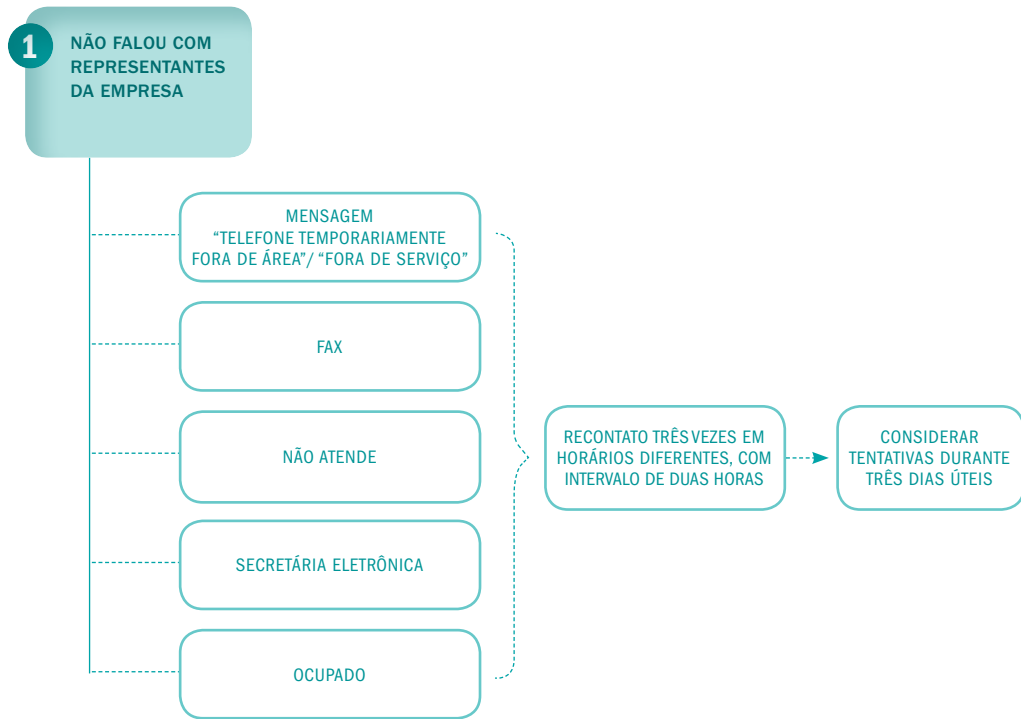 1
NÃO FALOU COM
REPRESENTANTES
DA EMPRESA
MENSAGEM
“TELEFONE TEMPORARIAMENTE
FORA DE ÁREA”/ “FORA DE SERVIÇO”
FAX
NÃO ATENDE
SECRETÁRIA ELETRÔNICA
OCUPADO
RECONTATO TRÊS VEZES EM
HORÁRIOS DIFERENTES, COM
INTERVALO DE DUAS HORAS
CONSIDERAR
TENTATIVAS DURANTE
TRÊS DIAS ÚTEIS